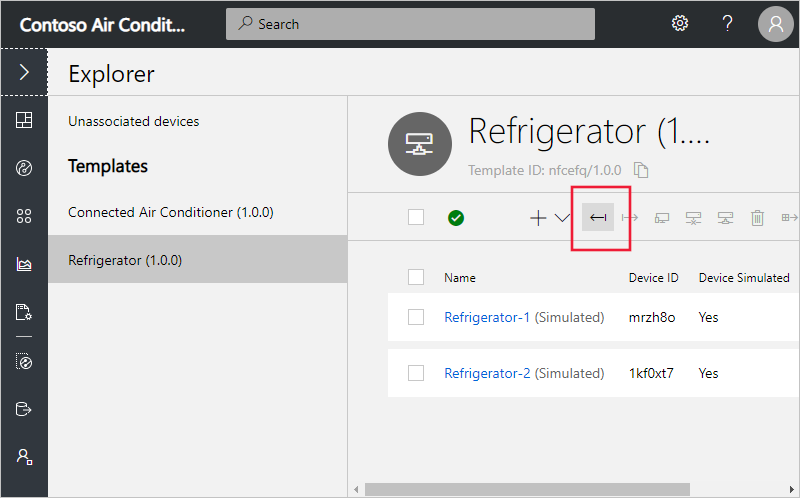 Contoso Air Condit...
Search
?
Explorer
Unassociated devices
Templates
Connected Air Conditioner (1.0.0)
Refrigerator (1.0.0)
Refrigerator (1....
Template ID: nfcefq/1.0.0
Name Device ID Device Simulated
Refrigerator-1 (Simulated) mrzh8o Yes
Refrigerator-2 (Simulated) 1kf0xt7 Yes